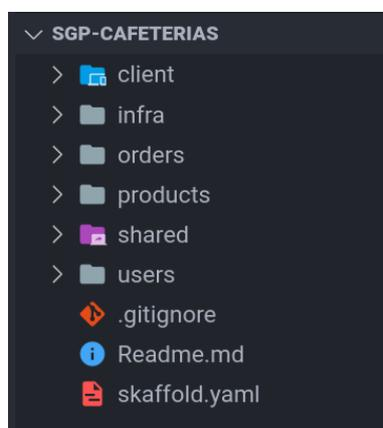 SGP-CAFETERIAS
client
infra
orders
products
shared
users
.gitignore
Readme.md
skaffold.yaml